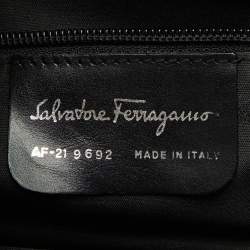 Salvatore Ferragamo
AF-21 9692 MADE IN ITALY